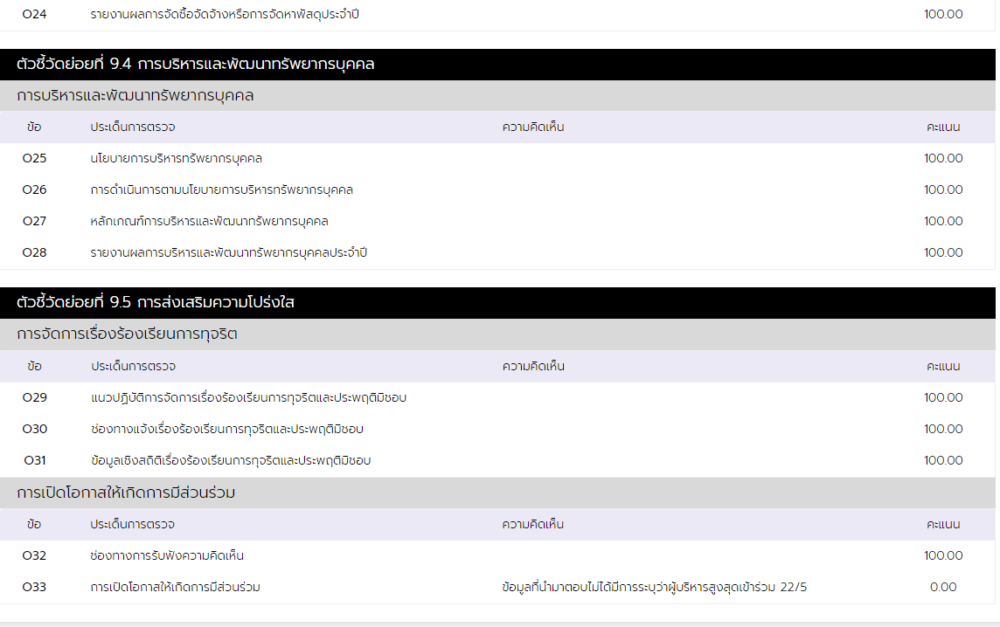 O24 รายงานผลการจัดซื้อจัดจ้างหรือการจัดหาพัสดุประจำปี 100.00
ตัวชี้วัดย่อยที่ 9.4 การบริหารและพัฒนาทรัพยากรบุคคล
การบริหารและพัฒนาทรัพยากรบุคคล
ข้อ ประเด็นการตรวจ ความคิดเห็น คะแนน
O25 นโยบายการบริหารทรัพยากรบุคคล 100.00
O26 การดำเนินการตามนโยบายการบริหารทรัพยากรบุคคล 100.00
O27 หลักเกณฑ์การบริหารและพัฒนาทรัพยากรบุคคล 100.00
O28 รายงานผลการบริหารและพัฒนาทรัพยากรบุคคลประจำปี 100.00
ตัวชี้วัดย่อยที่ 9.5 การส่งเสริมความโปร่งใส
การจัดการเรื่องร้องเรียนการทุจริต
ข้อ ประเด็นการตรวจ ความคิดเห็น คะแนน
O29 แนวปฏิบัติการจัดการเรื่องร้องเรียนการทุจริตและประพฤติมิชอบ 100.00
O30 ช่องทางแจ้งเรื่องร้องเรียนการทุจริตและประพฤติมิชอบ 100.00
O31 ข้อมูลเชิงสถิติเรื่องร้องเรียนการทุจริตและประพฤติมิชอบ 100.00
การเปิดโอกาสให้เกิดการมีส่วนร่วม
ข้อ ประเด็นการตรวจ ความคิดเห็น คะแนน
O32 ช่องทางการรับฟังความคิดเห็น 100.00
O33 การเปิดโอกาสให้เกิดการมีส่วนร่วม ข้อมูลที่นำมาตอบไม่ได้มีการระบุว่าผู้บริหารสูงสุดเข้าร่วม 22/5 0.00